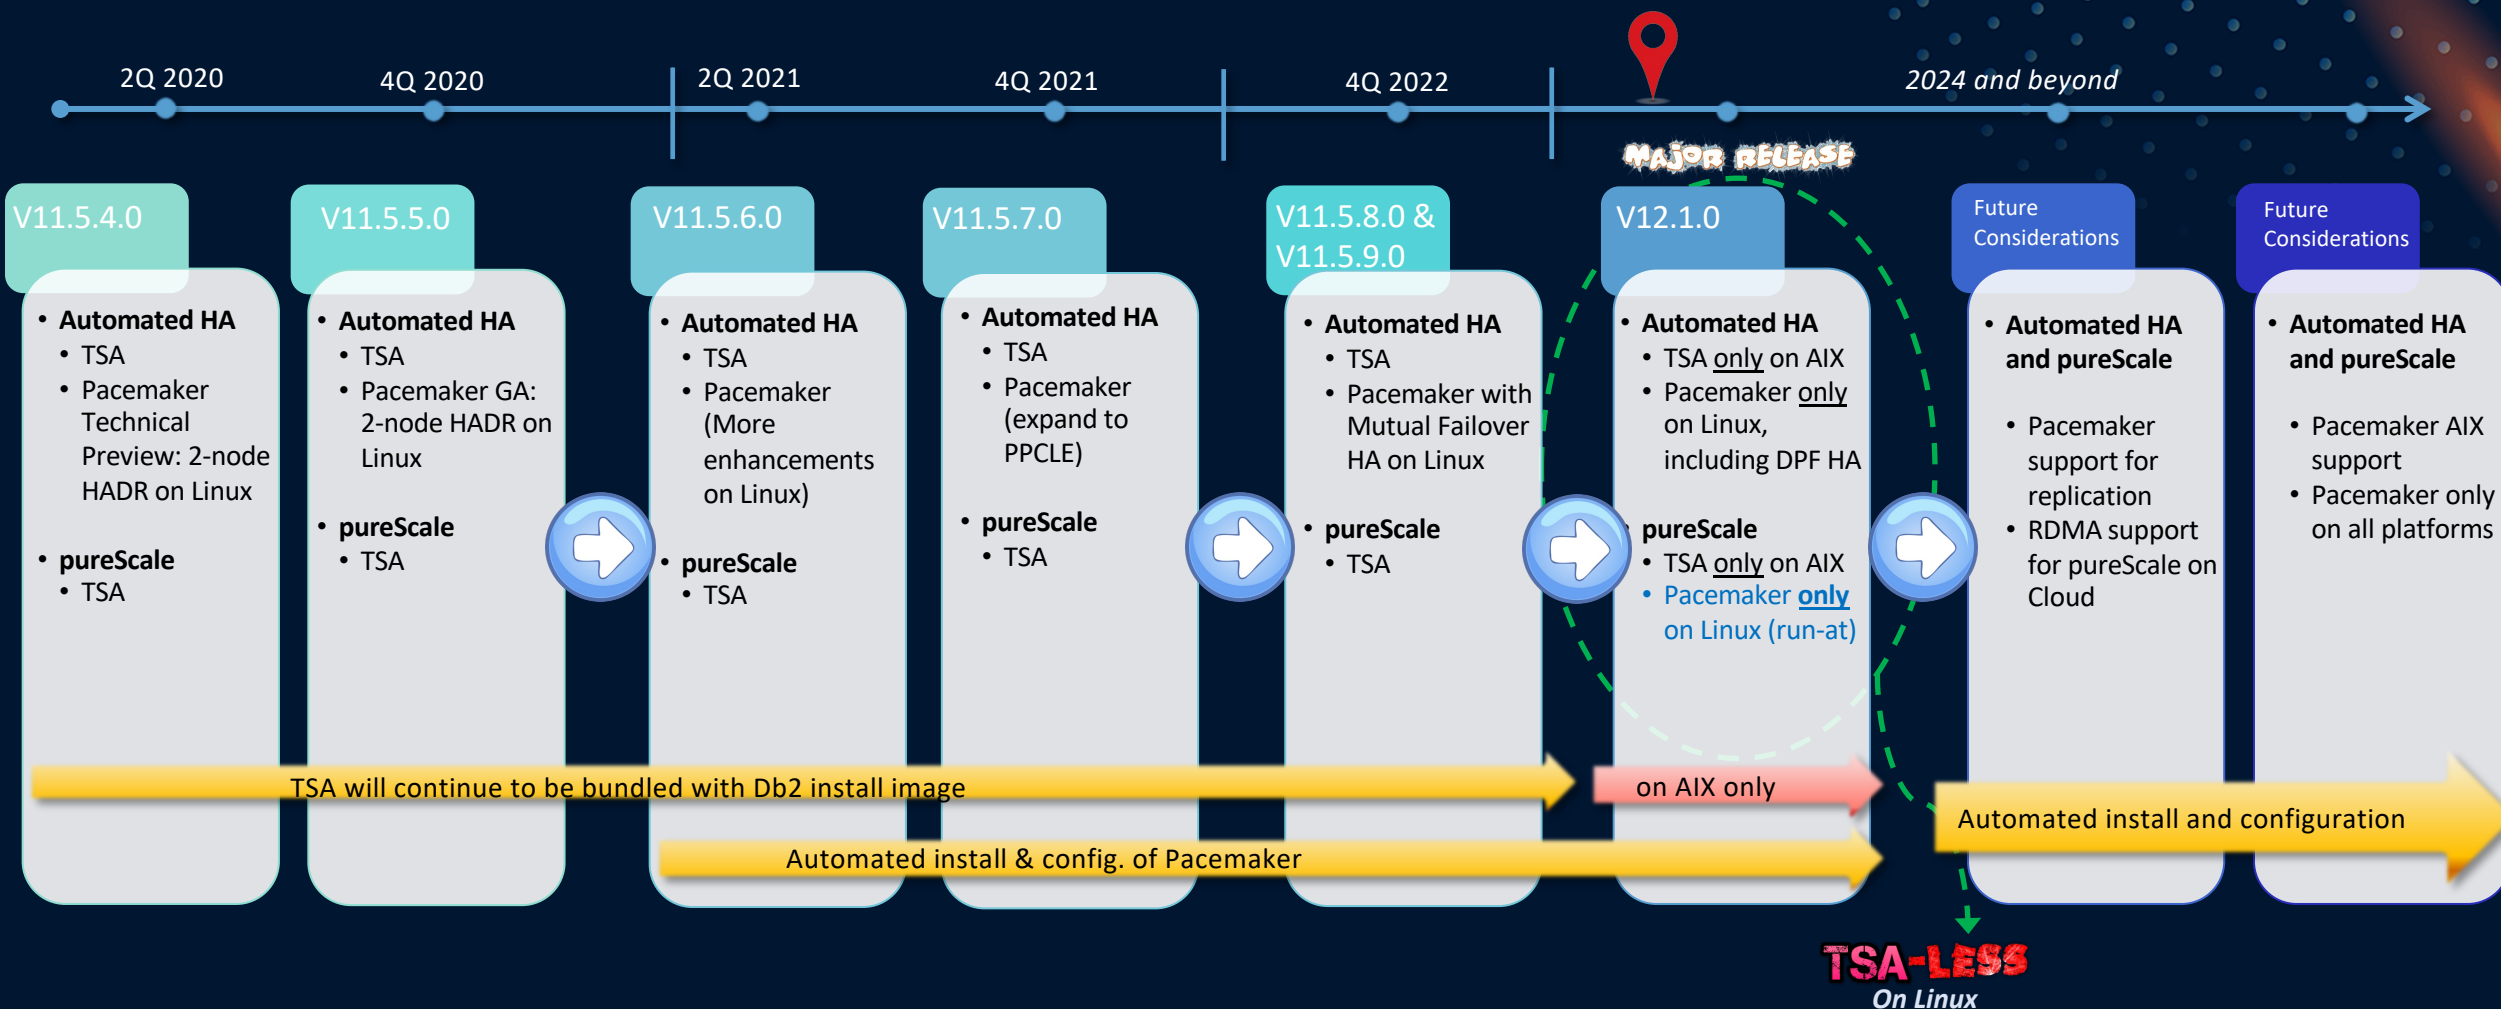 2Q 2020
4Q 2020
2Q 2021
4Q 2021
4Q 2022
2024 and beyond
MAJOR RELEASE
V11.5.4.0
• Automated HA
• TSA
• Pacemaker
Technical
Preview: 2-node
HADR on Linux
• pureScale
• TSA
V11.5.5.0
• Automated HA
• TSA
• Pacemaker GA:
2-node HADR on
Linux
• pureScale
• TSA
V11.5.6.0
• Automated HA
• TSA
• Pacemaker
(More
enhancements
on Linux)
• pureScale
• TSA
V11.5.7.0
• Automated HA
• TSA
• Pacemaker
(expand to
PPCLE)
• pureScale
• TSA
V11.5.8.0 &
V11.5.9.0
• Automated HA
• TSA
• Pacemaker with
Mutual Failover
HA on Linux
• pureScale
• TSA
V12.1.0
• Automated HA
• TSA only on AIX
• Pacemaker only
on Linux,
including DPF HA
• pureScale
• TSA only on AIX
• Pacemaker only
on Linux (run-at)
Future
Considerations
• Automated HA
and pureScale
• Pacemaker
support for
replication
• RDMA support
for pureScale on
Cloud
Future
Considerations
• Automated HA
and pureScale
• Pacemaker AIX
support
• Pacemaker only
on all platforms
TSA will continue to be bundled with Db2 install image
on AIX only
Automated install & config. of Pacemaker
Automated install and configuration
TSA-LESS
On Linux